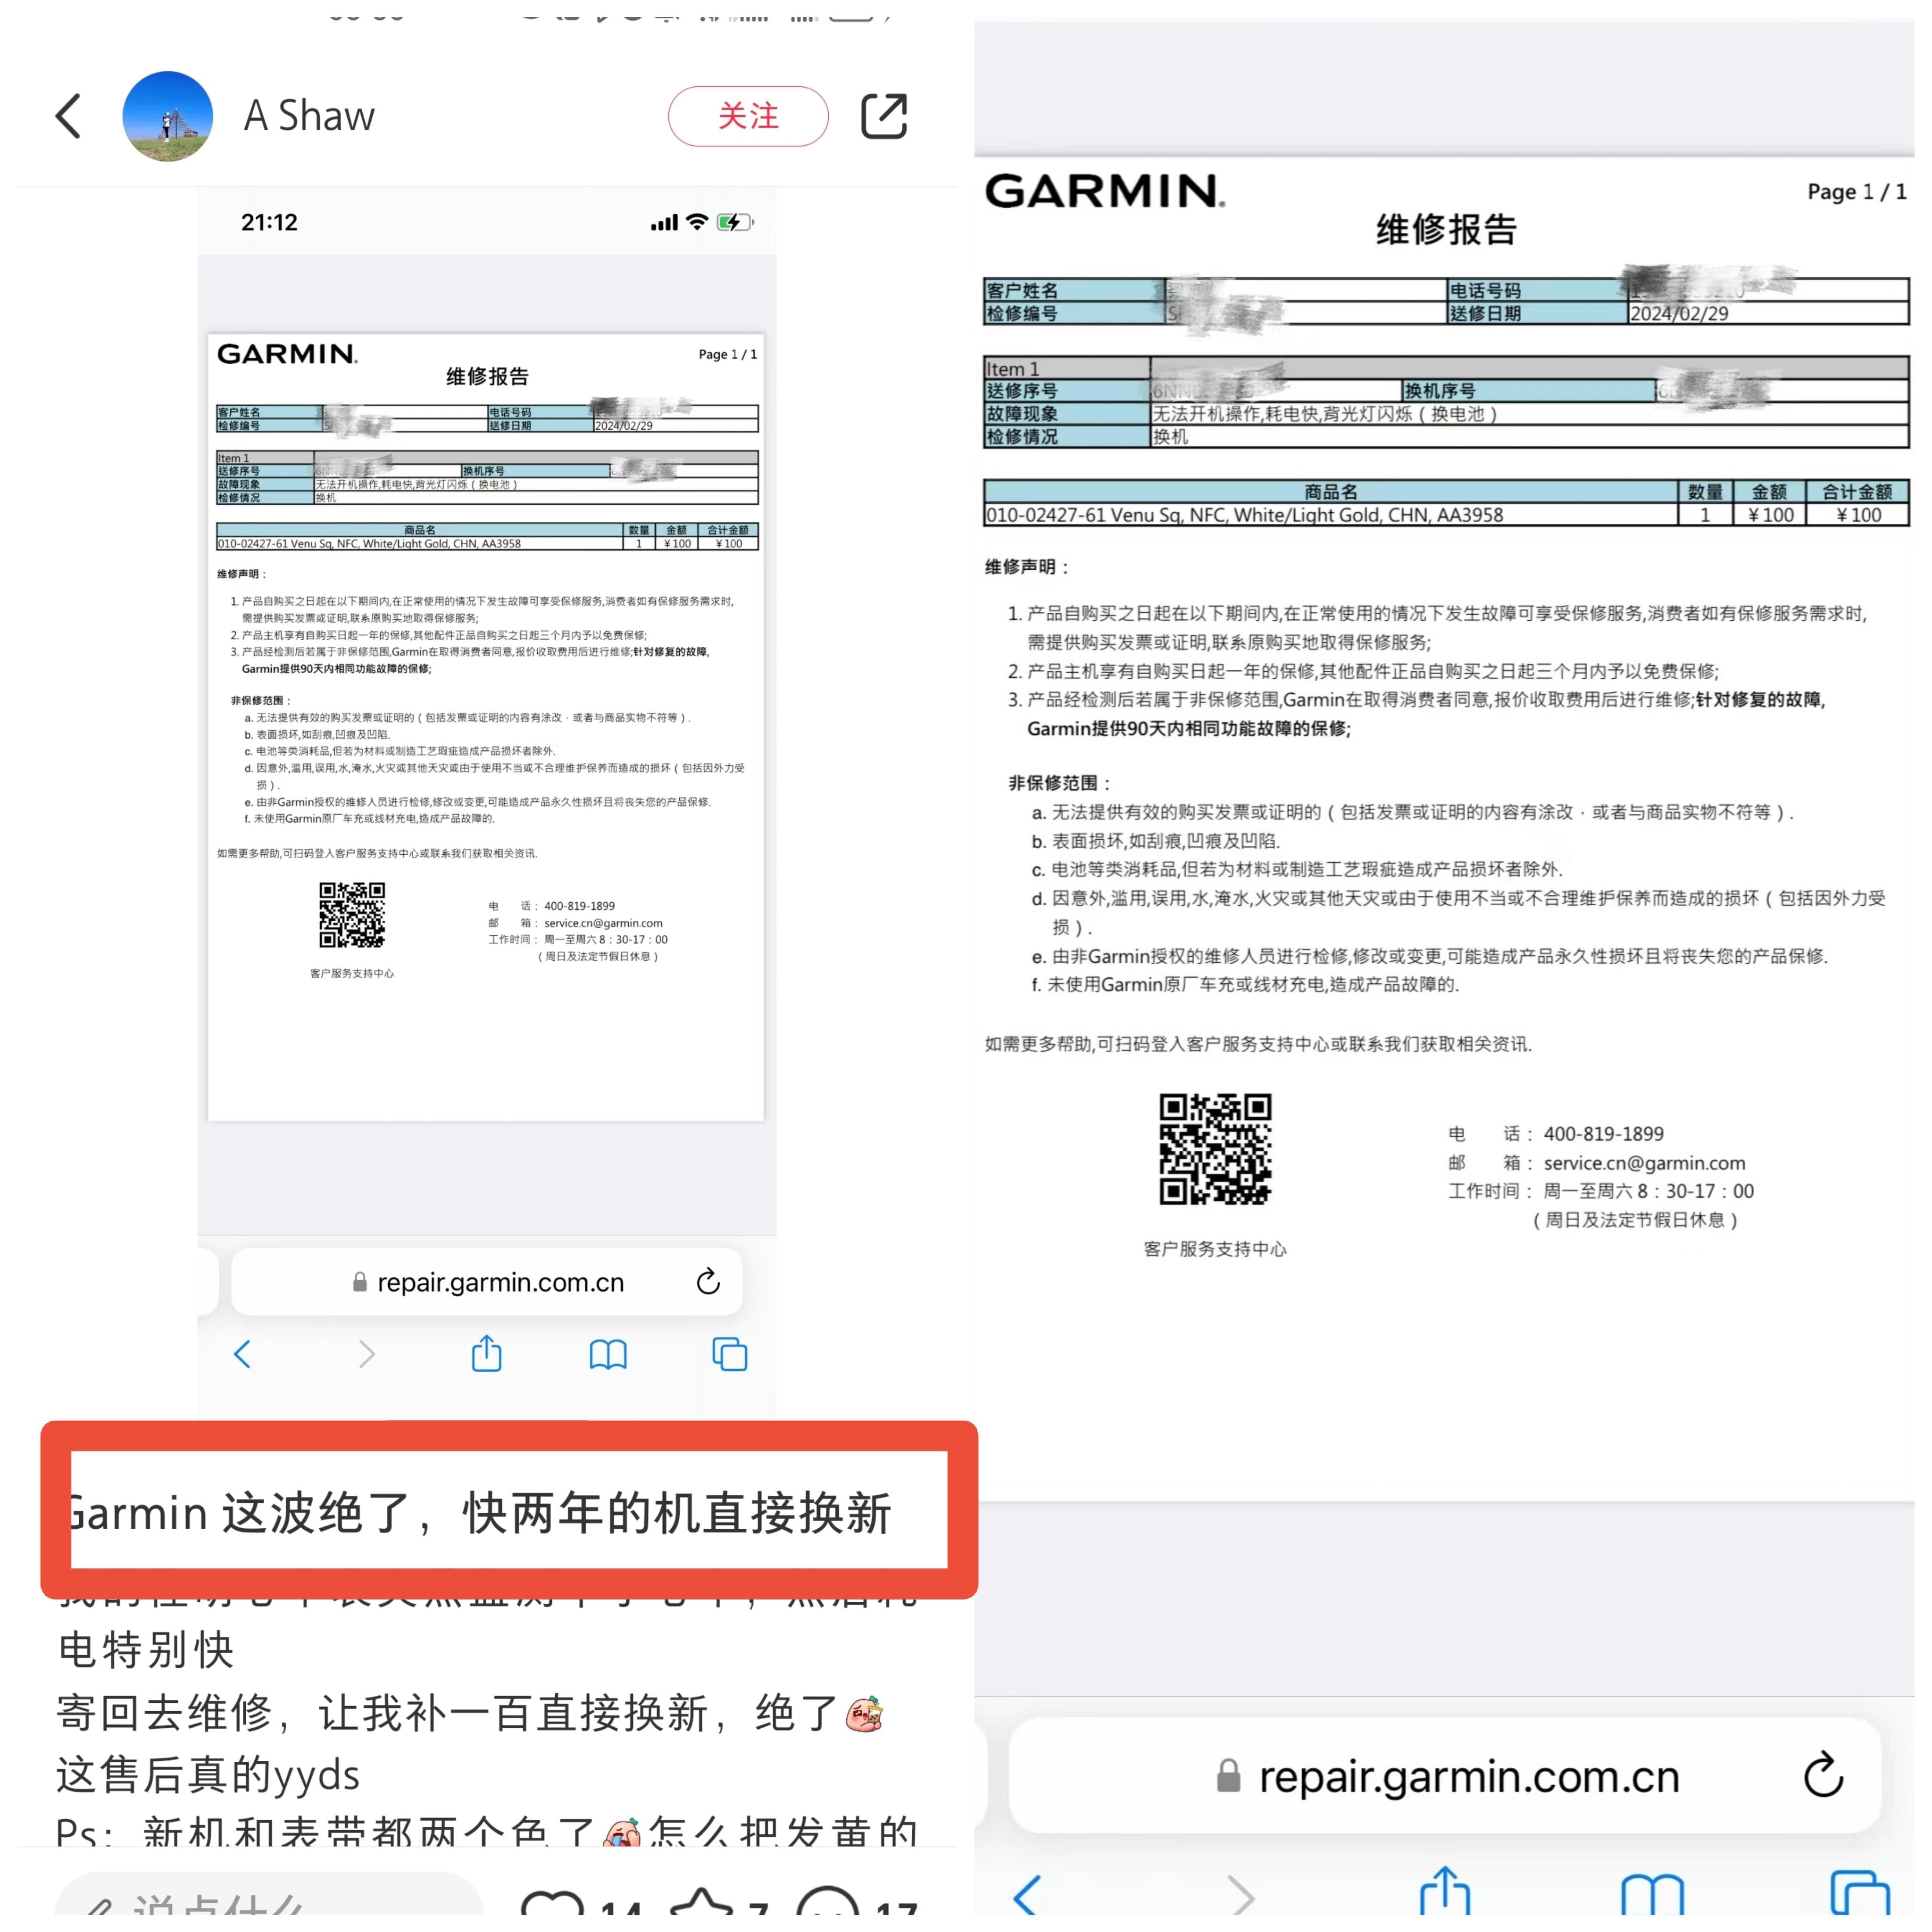 A Shaw
关注
21:12
GARMIN
Page 1 / 1
维修报告
客户姓名 电话号码
检修编号 送修日期 2024/02/29
Item 1
送修序号 换机序号
故障现象 无法开机操作,耗电快,背光灯闪烁(换电池)
检修情况 换机
商品名 数量 金额 合计金额
010-02427-61 Venu Sq, NFC, White/Light Gold, CHN, AA3958 1 ¥100 ¥100
维修声明:
1. 产品自购买之日起在以下期间内,在正常使用的情况下发生故障可享受保修服务,消费者如有保修服务需求时,
需提供购买发票或证明,联系原购买地取得保修服务;
2. 产品主机享有自购买日起一年的保修,其他配件正品自购买之日起三个月内予以免费保修;
3. 产品经检测后若属于非保修范围,Garmin在取得消费者同意,报价收取费用后进行维修;针对修复的故障,
Garmin提供90天内相同功能故障的保修;
非保修范围:
a. 无法提供有效的购买发票或证明的(包括发票或证明的内容有涂改·或者与商品实物不符等).
b. 表面损坏,如刮痕,凹痕及凹陷.
c. 电池等类消耗品,但若为材料或制造工艺瑕疵造成产品损坏者除外.
d. 因意外,滥用,误用,水,淹水,火灾或其他天灾或由于使用不当或不合理维护保养而造成的损坏(包括因外力受
损).
e. 由非Garmin授权的维修人员进行检修,修改或变更,可能造成产品永久性损坏且将丧失您的产品保修.
f. 未使用Garmin原厂车充或线材充电,造成产品故障的.
如需更多帮助,可扫码登入客户服务支持中心或联系我们获取相关资讯.
电 话: 400-819-1899
邮 箱: service.cn@garmin.com
工作时间: 周一至周六 8:30-17:00
(周日及法定节假日休息)
客户服务支持中心
repair.garmin.com.cn
Garmin 这波绝了,快两年的机直接换新
电特别快
寄回去维修,让我补一百直接换新,绝了
这售后真的yyds
Ps:新机和表带都两个色了怎么把发黄的
说点什么 14 7 17
GARMIN
Page 1 / 1
维修报告
客户姓名 电话号码
检修编号 送修日期 2024/02/29
Item 1
送修序号 换机序号
故障现象 无法开机操作,耗电快,背光灯闪烁(换电池)
检修情况 换机
商品名 数量 金额 合计金额
010-02427-61 Venu Sq, NFC, White/Light Gold, CHN, AA3958 1 ¥100 ¥100
维修声明:
1. 产品自购买之日起在以下期间内,在正常使用的情况下发生故障可享受保修服务,消费者如有保修服务需求时,
需提供购买发票或证明,联系原购买地取得保修服务;
2. 产品主机享有自购买日起一年的保修,其他配件正品自购买之日起三个月内予以免费保修;
3. 产品经检测后若属于非保修范围,Garmin在取得消费者同意,报价收取费用后进行维修;针对修复的故障,
Garmin提供90天内相同功能故障的保修;
非保修范围:
a. 无法提供有效的购买发票或证明的(包括发票或证明的内容有涂改·或者与商品实物不符等).
b. 表面损坏,如刮痕,凹痕及凹陷.
c. 电池等类消耗品,但若为材料或制造工艺瑕疵造成产品损坏者除外.
d. 因意外,滥用,误用,水,淹水,火灾或其他天灾或由于使用不当或不合理维护保养而造成的损坏(包括因外力受
损).
e. 由非Garmin授权的维修人员进行检修,修改或变更,可能造成产品永久性损坏且将丧失您的产品保修.
f. 未使用Garmin原厂车充或线材充电,造成产品故障的.
如需更多帮助,可扫码登入客户服务支持中心或联系我们获取相关资讯.
电 话: 400-819-1899
邮 箱: service.cn@garmin.com
工作时间: 周一至周六 8:30-17:00
(周日及法定节假日休息)
客户服务支持中心
repair.garmin.com.cn